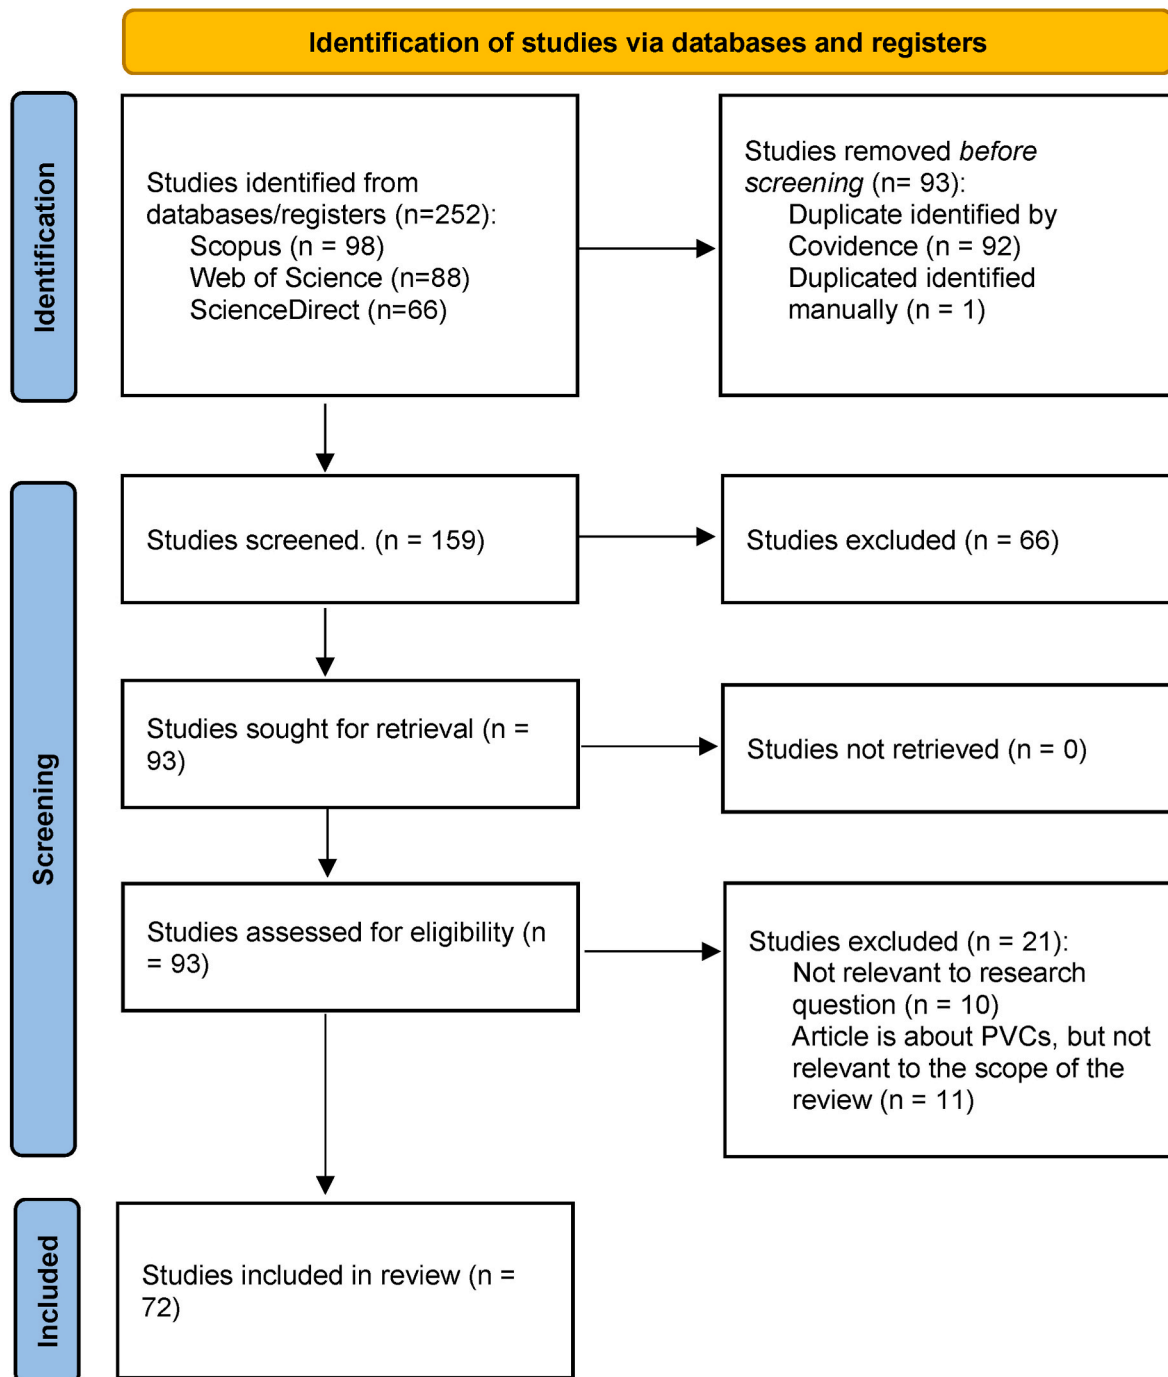 Identification of studies via databases and registers
Identification
Studies identified from
databases/registers (n=252):
Scopus (n = 98)
Web of Science (n=88)
ScienceDirect (n=66)
Studies removed before
screening (n= 93):
Duplicate identified by
Covidence (n = 92)
Duplicated identified
manually (n = 1)
Screening
Studies screened. (n = 159)
Studies excluded (n = 66)
Studies sought for retrieval (n =
93)
Studies not retrieved (n = 0)
Studies assessed for eligibility (n
= 93)
Studies excluded (n = 21):
Not relevant to research
question (n = 10)
Article is about PVCs, but not
relevant to the scope of the
review (n = 11)
Included
Studies included in review (n =
72)